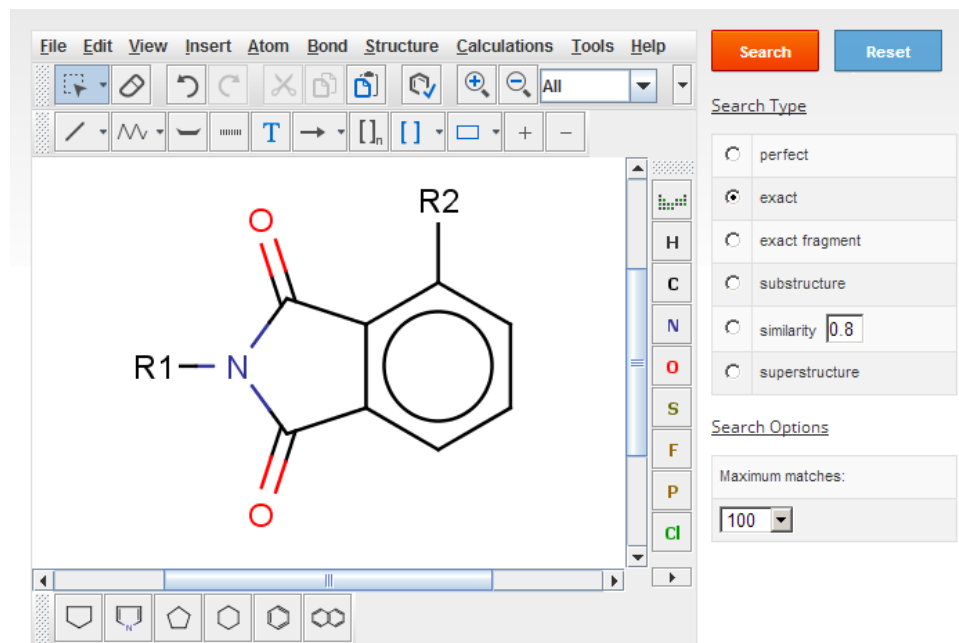 File Edit View Insert Atom Bond Structure Calculations Tools Help
All
T
[]n
[ ]
+
−
R2
O
R1 N
O
H
C
N
O
S
F
P
Cl
N
Search
Reset
Search Type
perfect
exact
exact fragment
substructure
similarity 0.8
superstructure
Search Options
Maximum matches:
100